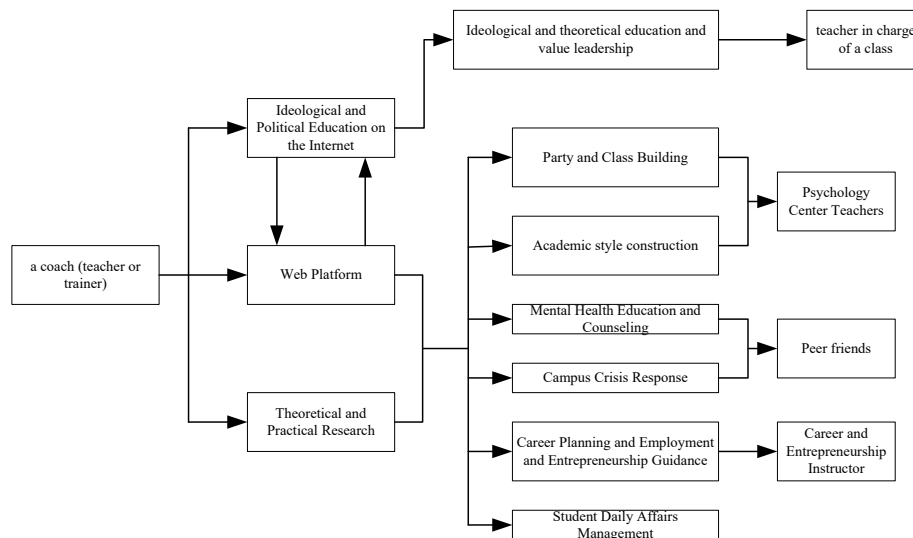 Ideological and theoretical education and
value leadership
teacher in charge
of a class
Ideological and
Political Education on
the Internet
Party and Class Building
Psychology
Center Teachers
Academic style construction
a coach (teacher or
trainer)
Web Platform
Mental Health Education and
Counseling
Peer friends
Campus Crisis Response
Theoretical and
Practical Research
Career Planning and Employment
and Entrepreneurship Guidance
Career and
Entrepreneurship
Instructor
Student Daily Affairs
Management